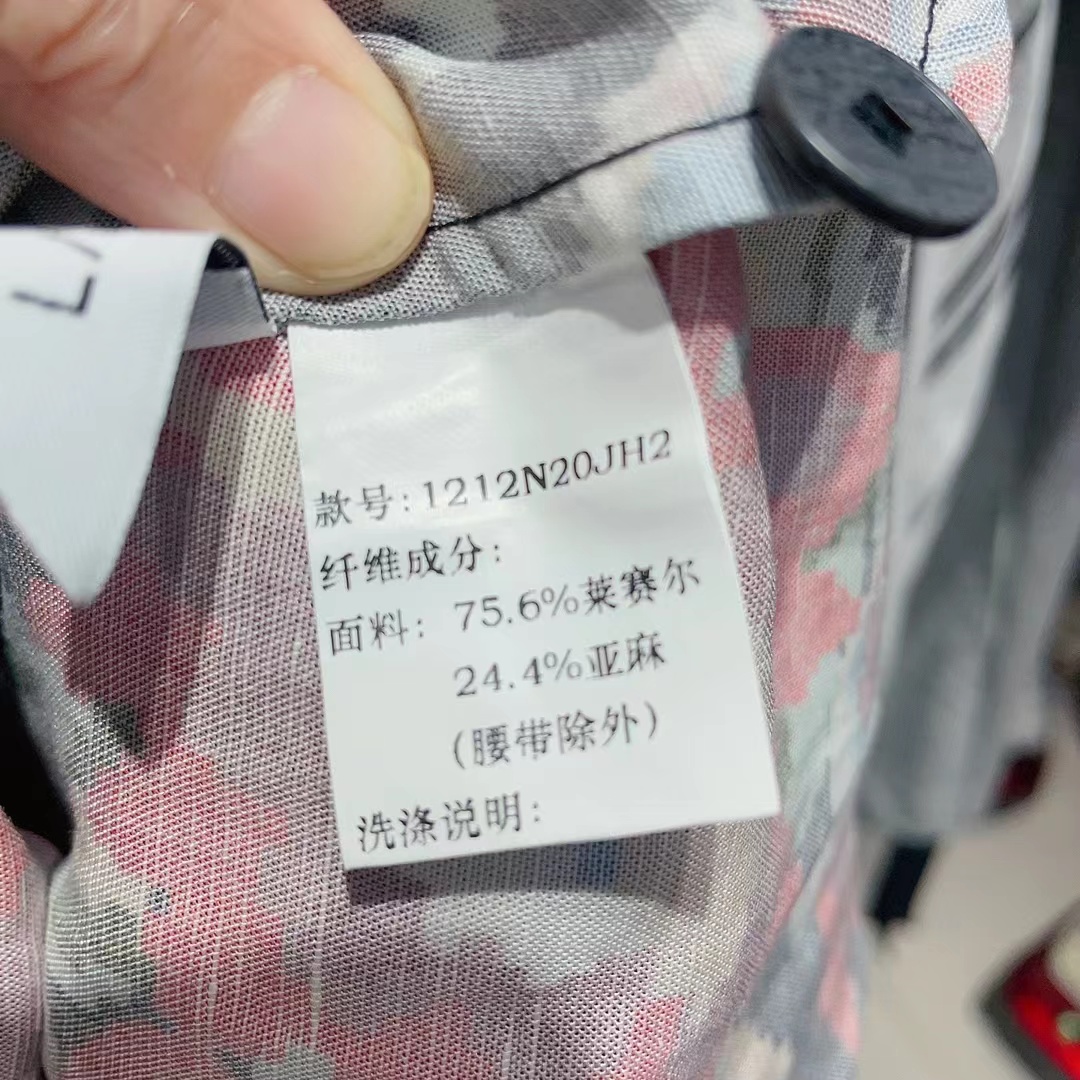 款号:1212N20JH2
纤维成分:
面料: 75.6%莱赛尔
24.4%亚麻
(腰带除外)
洗涤说明: